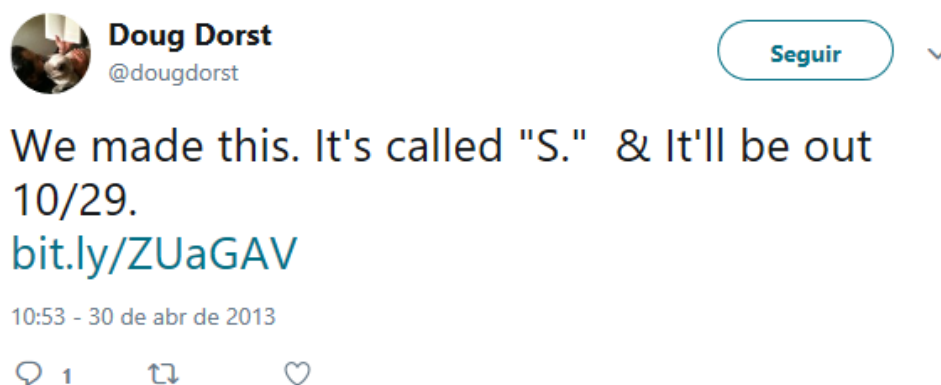 Doug Dorst
@dougdorst
Seguir
We made this. It's called "S."  & It'll be out
10/29.
bit.ly/ZUaGAV
10:53 - 30 de abr de 2013
1